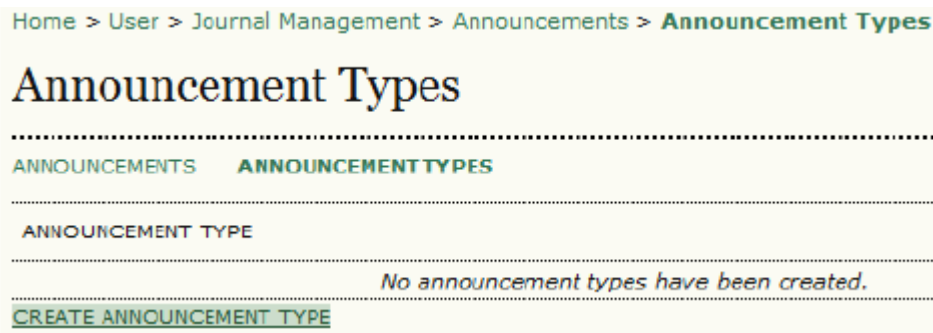 Home > User > Journal Management > Announcements > Announcement Types
Announcement Types
ANNOUNCEMENTS ANNOUNCEMENT TYPES
ANNOUNCEMENT TYPE
No announcement types have been created.
CREATE ANNOUNCEMENT TYPE